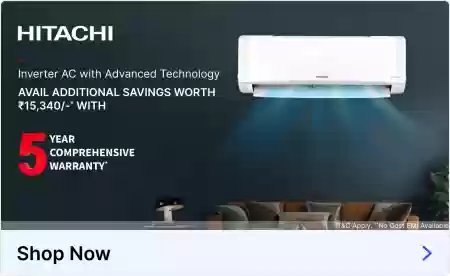 HITACHI
Inverter AC with Advanced Technology
AVAIL ADDITIONAL SAVINGS WORTH
₹15,340/-* WITH
5 YEAR
COMPREHENSIVE
WARRANTY*
*T&C Apply. **No Cost EMI Available
Shop Now